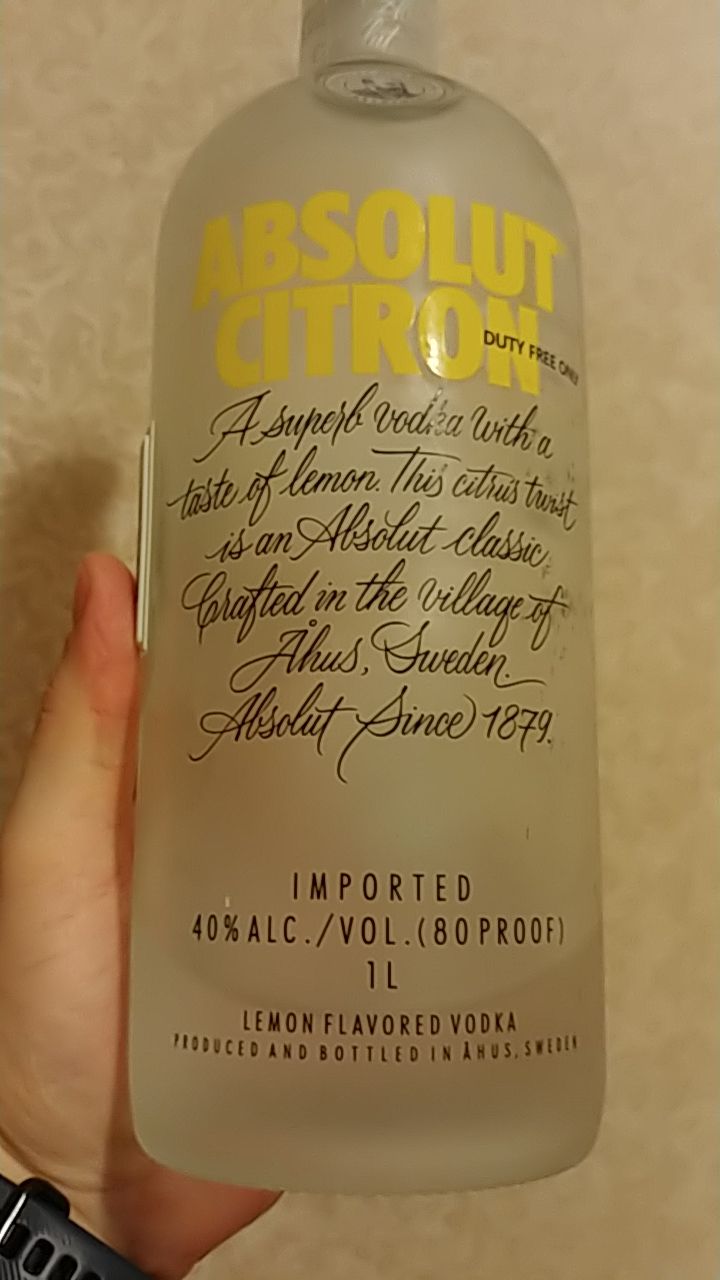 ABSOLUT
CITRON
DUTY FREE ONLY
A superb vodka with a
taste of lemon. This citrus twist
is an Absolut classic.
Crafted in the village of
Åhus, Sweden.
Absolut Since 1879.
IMPORTED
40% ALC./VOL. (80 PROOF)
1L
LEMON FLAVORED VODKA
PRODUCED AND BOTTLED IN ÅHUS, SWEDEN